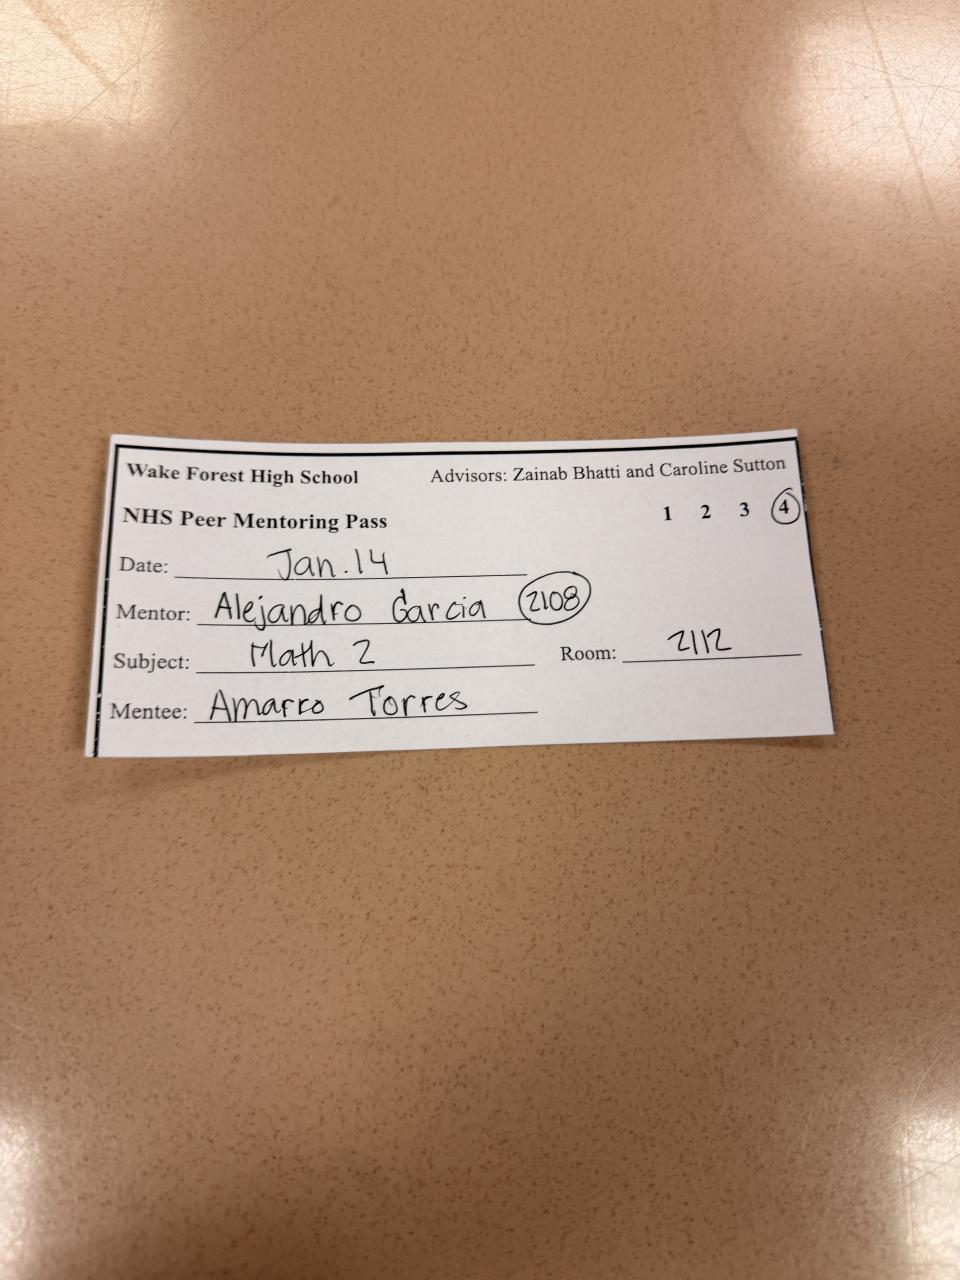 Wake Forest High School Advisors: Zainab Bhatti and Caroline Sutton
NHS Peer Mentoring Pass 1 2 3 4
Date: Jan. 14
Mentor: Alejandro Garcia 2108
Subject: Math 2 Room: 2112
Mentee: Amarro Torres